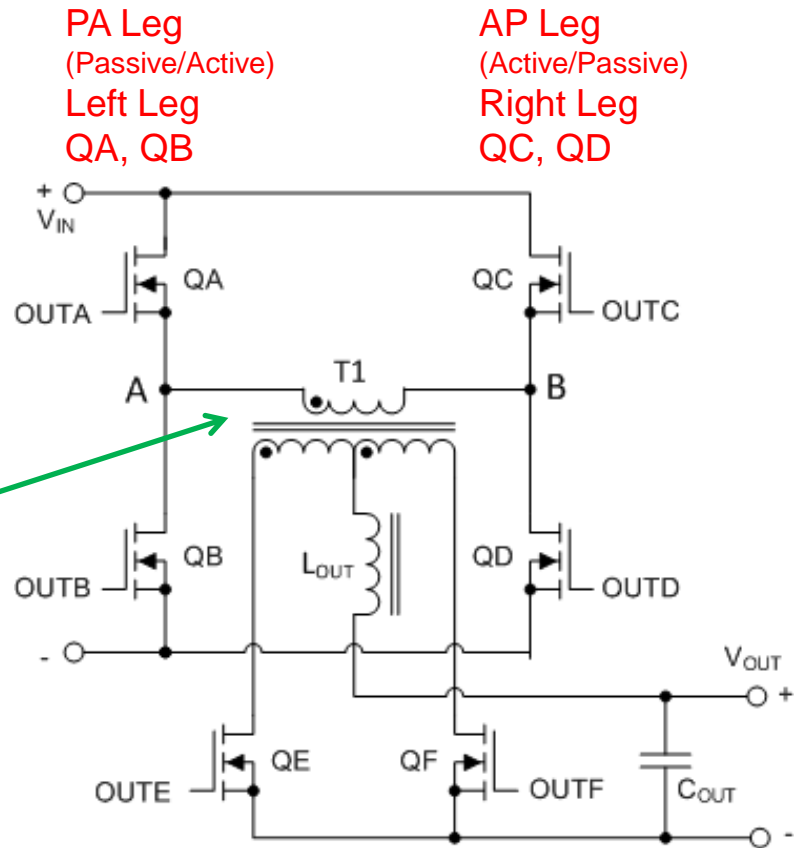 PA Leg
(Passive/Active)
Left Leg
QA, QB
AP Leg
(Active/Passive)
Right Leg
QC, QD
+
VIN
QA
QC
OUTA
OUTC
T1
A
B
QB
LOUT
QD
OUTB
OUTD
-
VOUT
+
QE
QF
OUTE
OUTF
COUT
-